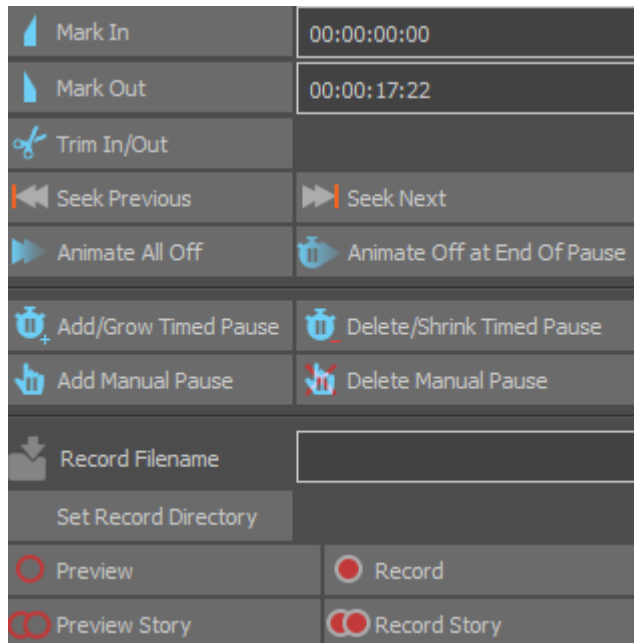 Mark In 00:00:00:00
Mark Out 00:00:17:22
Trim In/Out
Seek Previous Seek Next
Animate All Off Animate Off at End Of Pause
Add/Grow Timed Pause Delete/Shrink Timed Pause
Add Manual Pause Delete Manual Pause
Record Filename
Set Record Directory
Preview Record
Preview Story Record Story